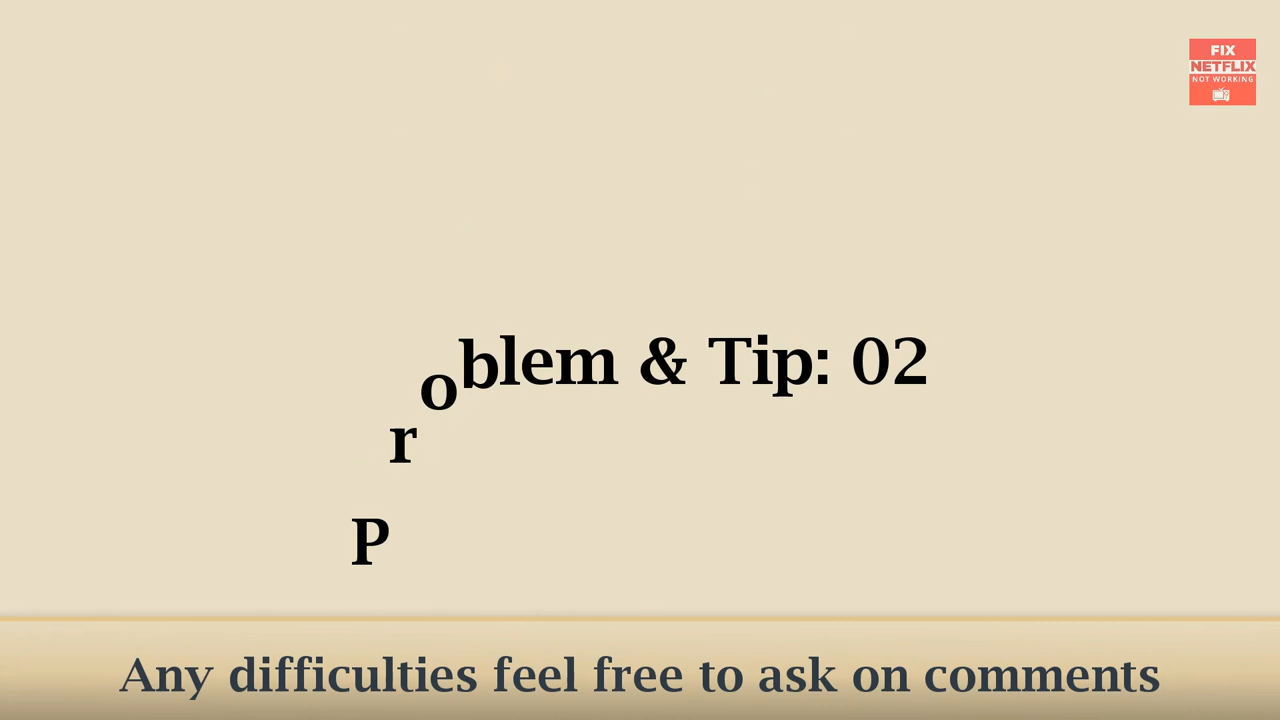 FIX
NETFLIX
NOT WORKING
Problem & Tip: 02
Any difficulties feel free to ask on comments